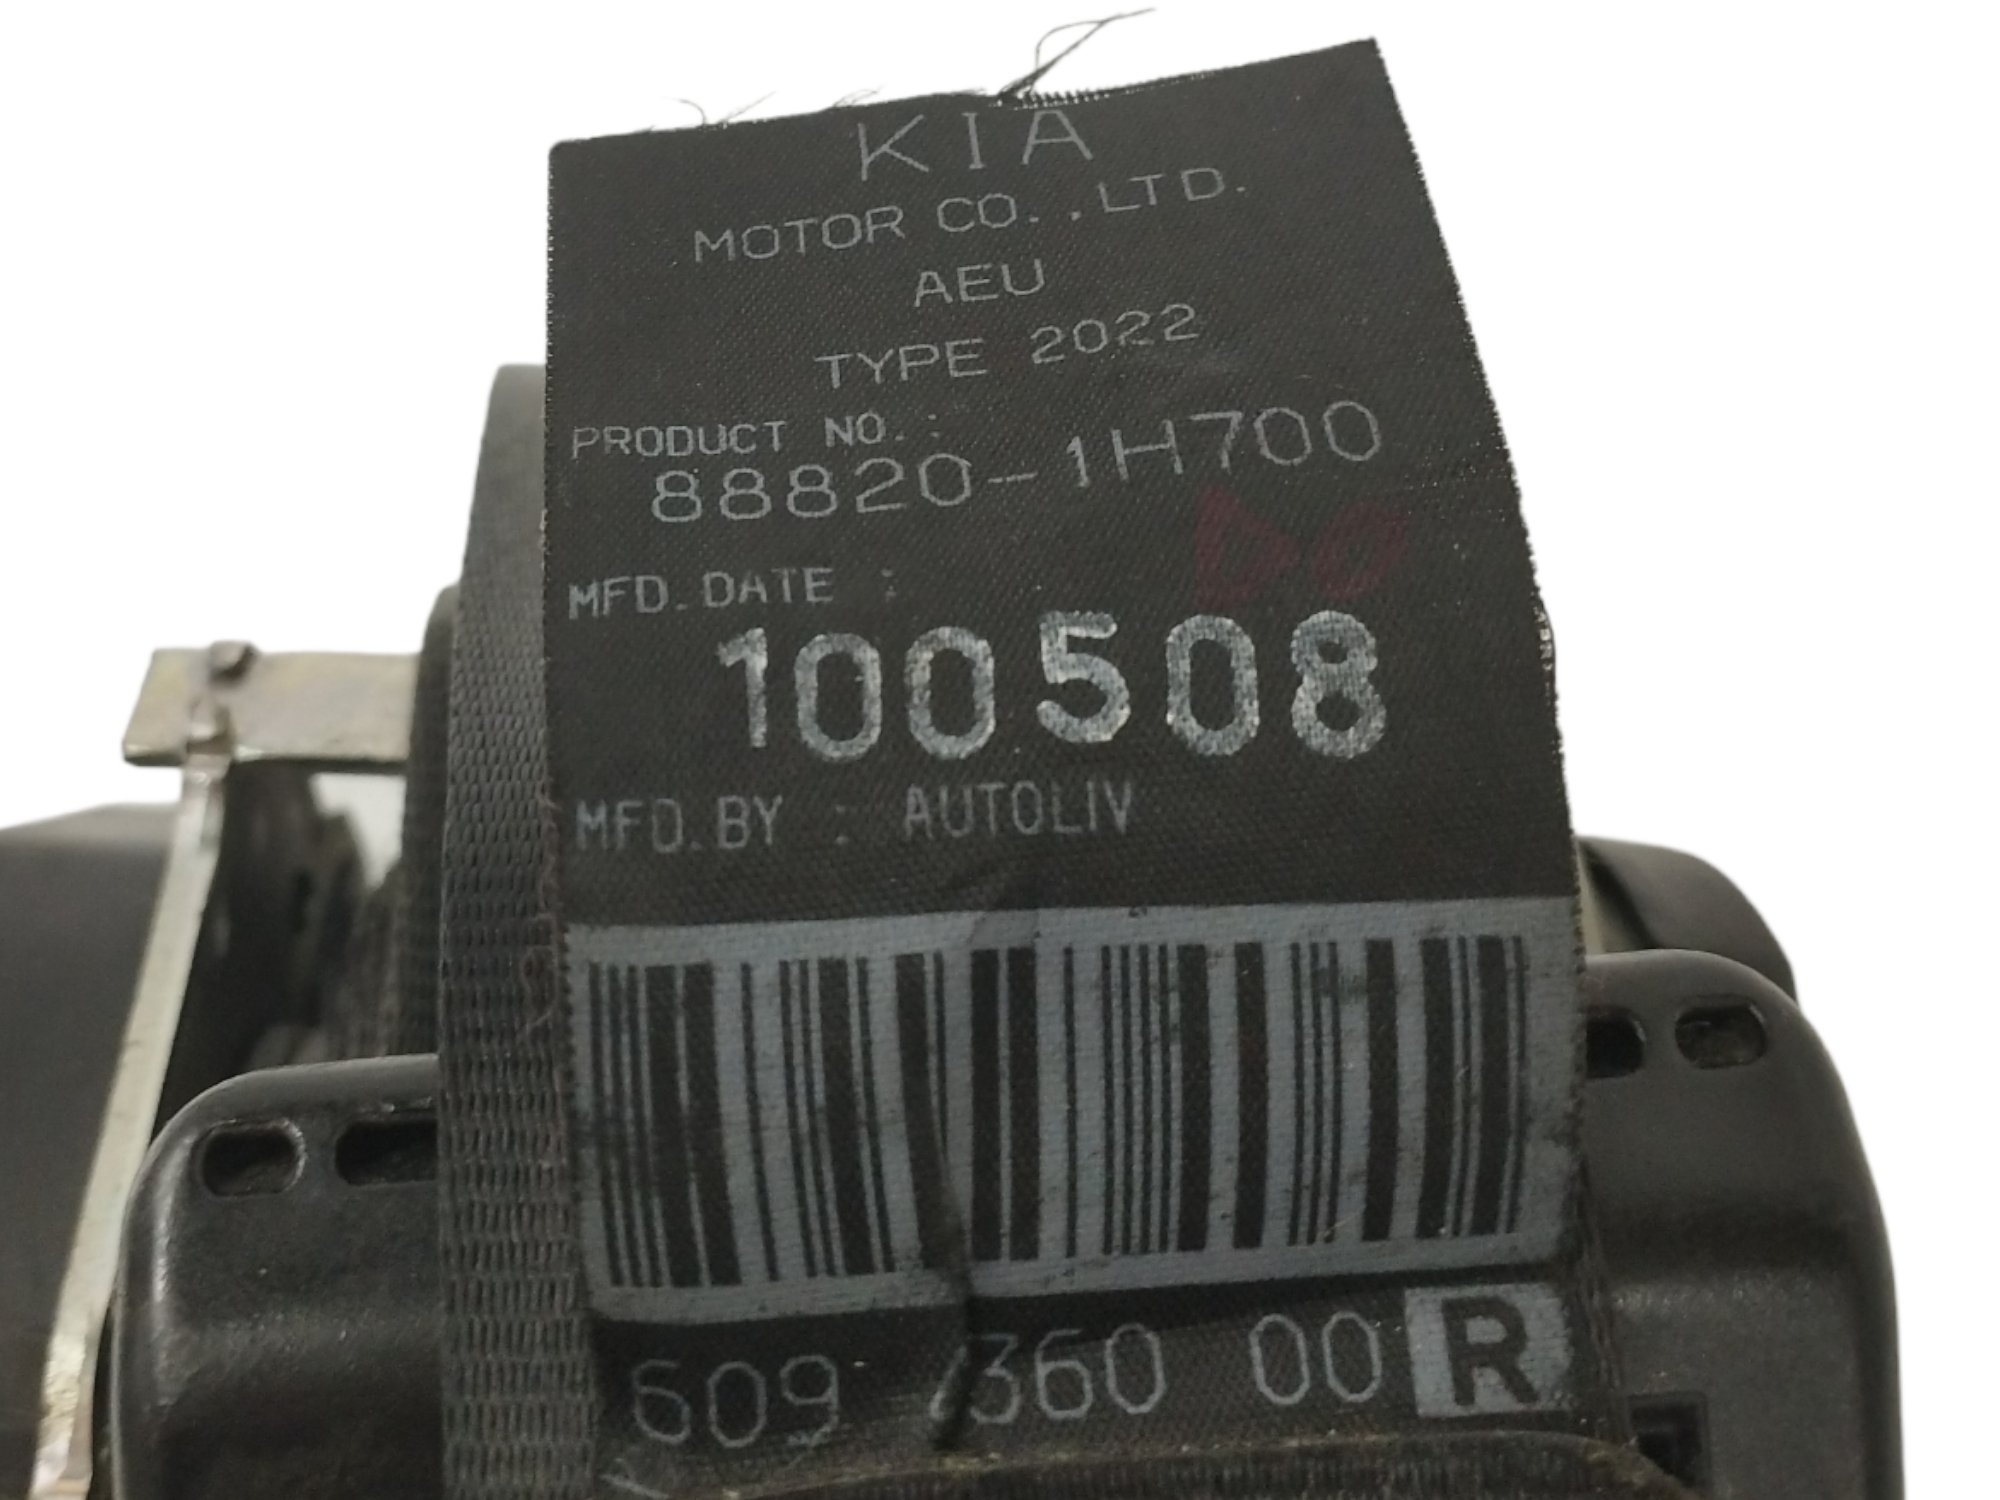 KIA
MOTOR CO.,LTD.
AEU
TYPE 2022
PRODUCT NO. :
88820-1H700
DO
MFD. DATE :
100508
MFD. BY : AUTOLIV
609 00 R